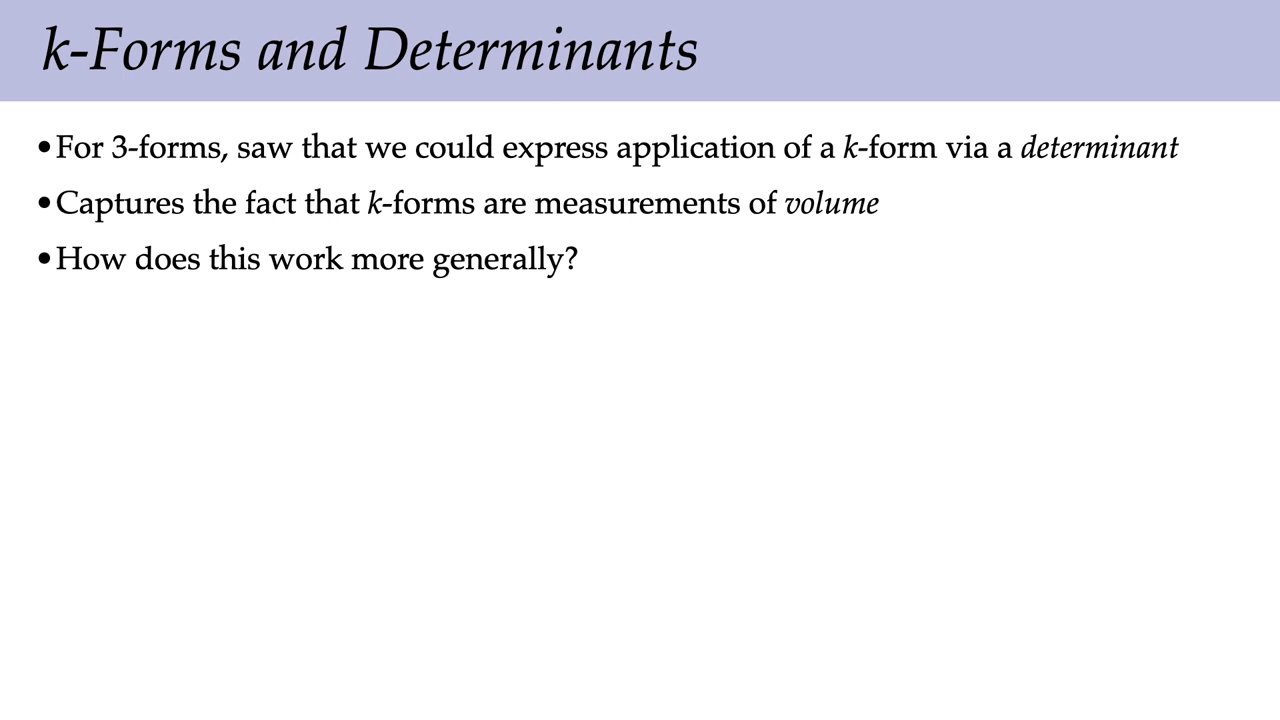 k-Forms and Determinants
•For 3-forms, saw that we could express application of a k-form via a determinant
•Captures the fact that k-forms are measurements of volume
•How does this work more generally?